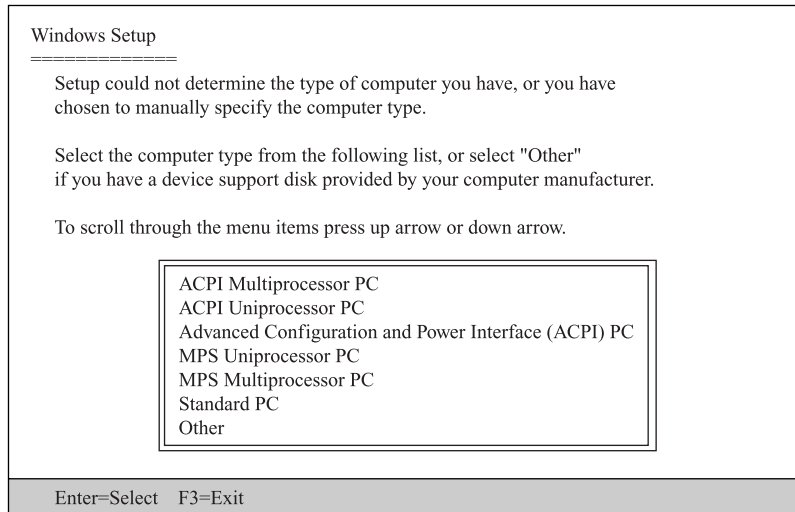 Windows Setup
=============
Setup could not determine the type of computer you have, or you have
chosen to manually specify the computer type.
Select the computer type from the following list, or select "Other"
if you have a device support disk provided by your computer manufacturer.
To scroll through the menu items press up arrow or down arrow.
ACPI Multiprocessor PC
ACPI Uniprocessor PC
Advanced Configuration and Power Interface (ACPI) PC
MPS Uniprocessor PC
MPS Multiprocessor PC
Standard PC
Other
Enter=Select F3=Exit